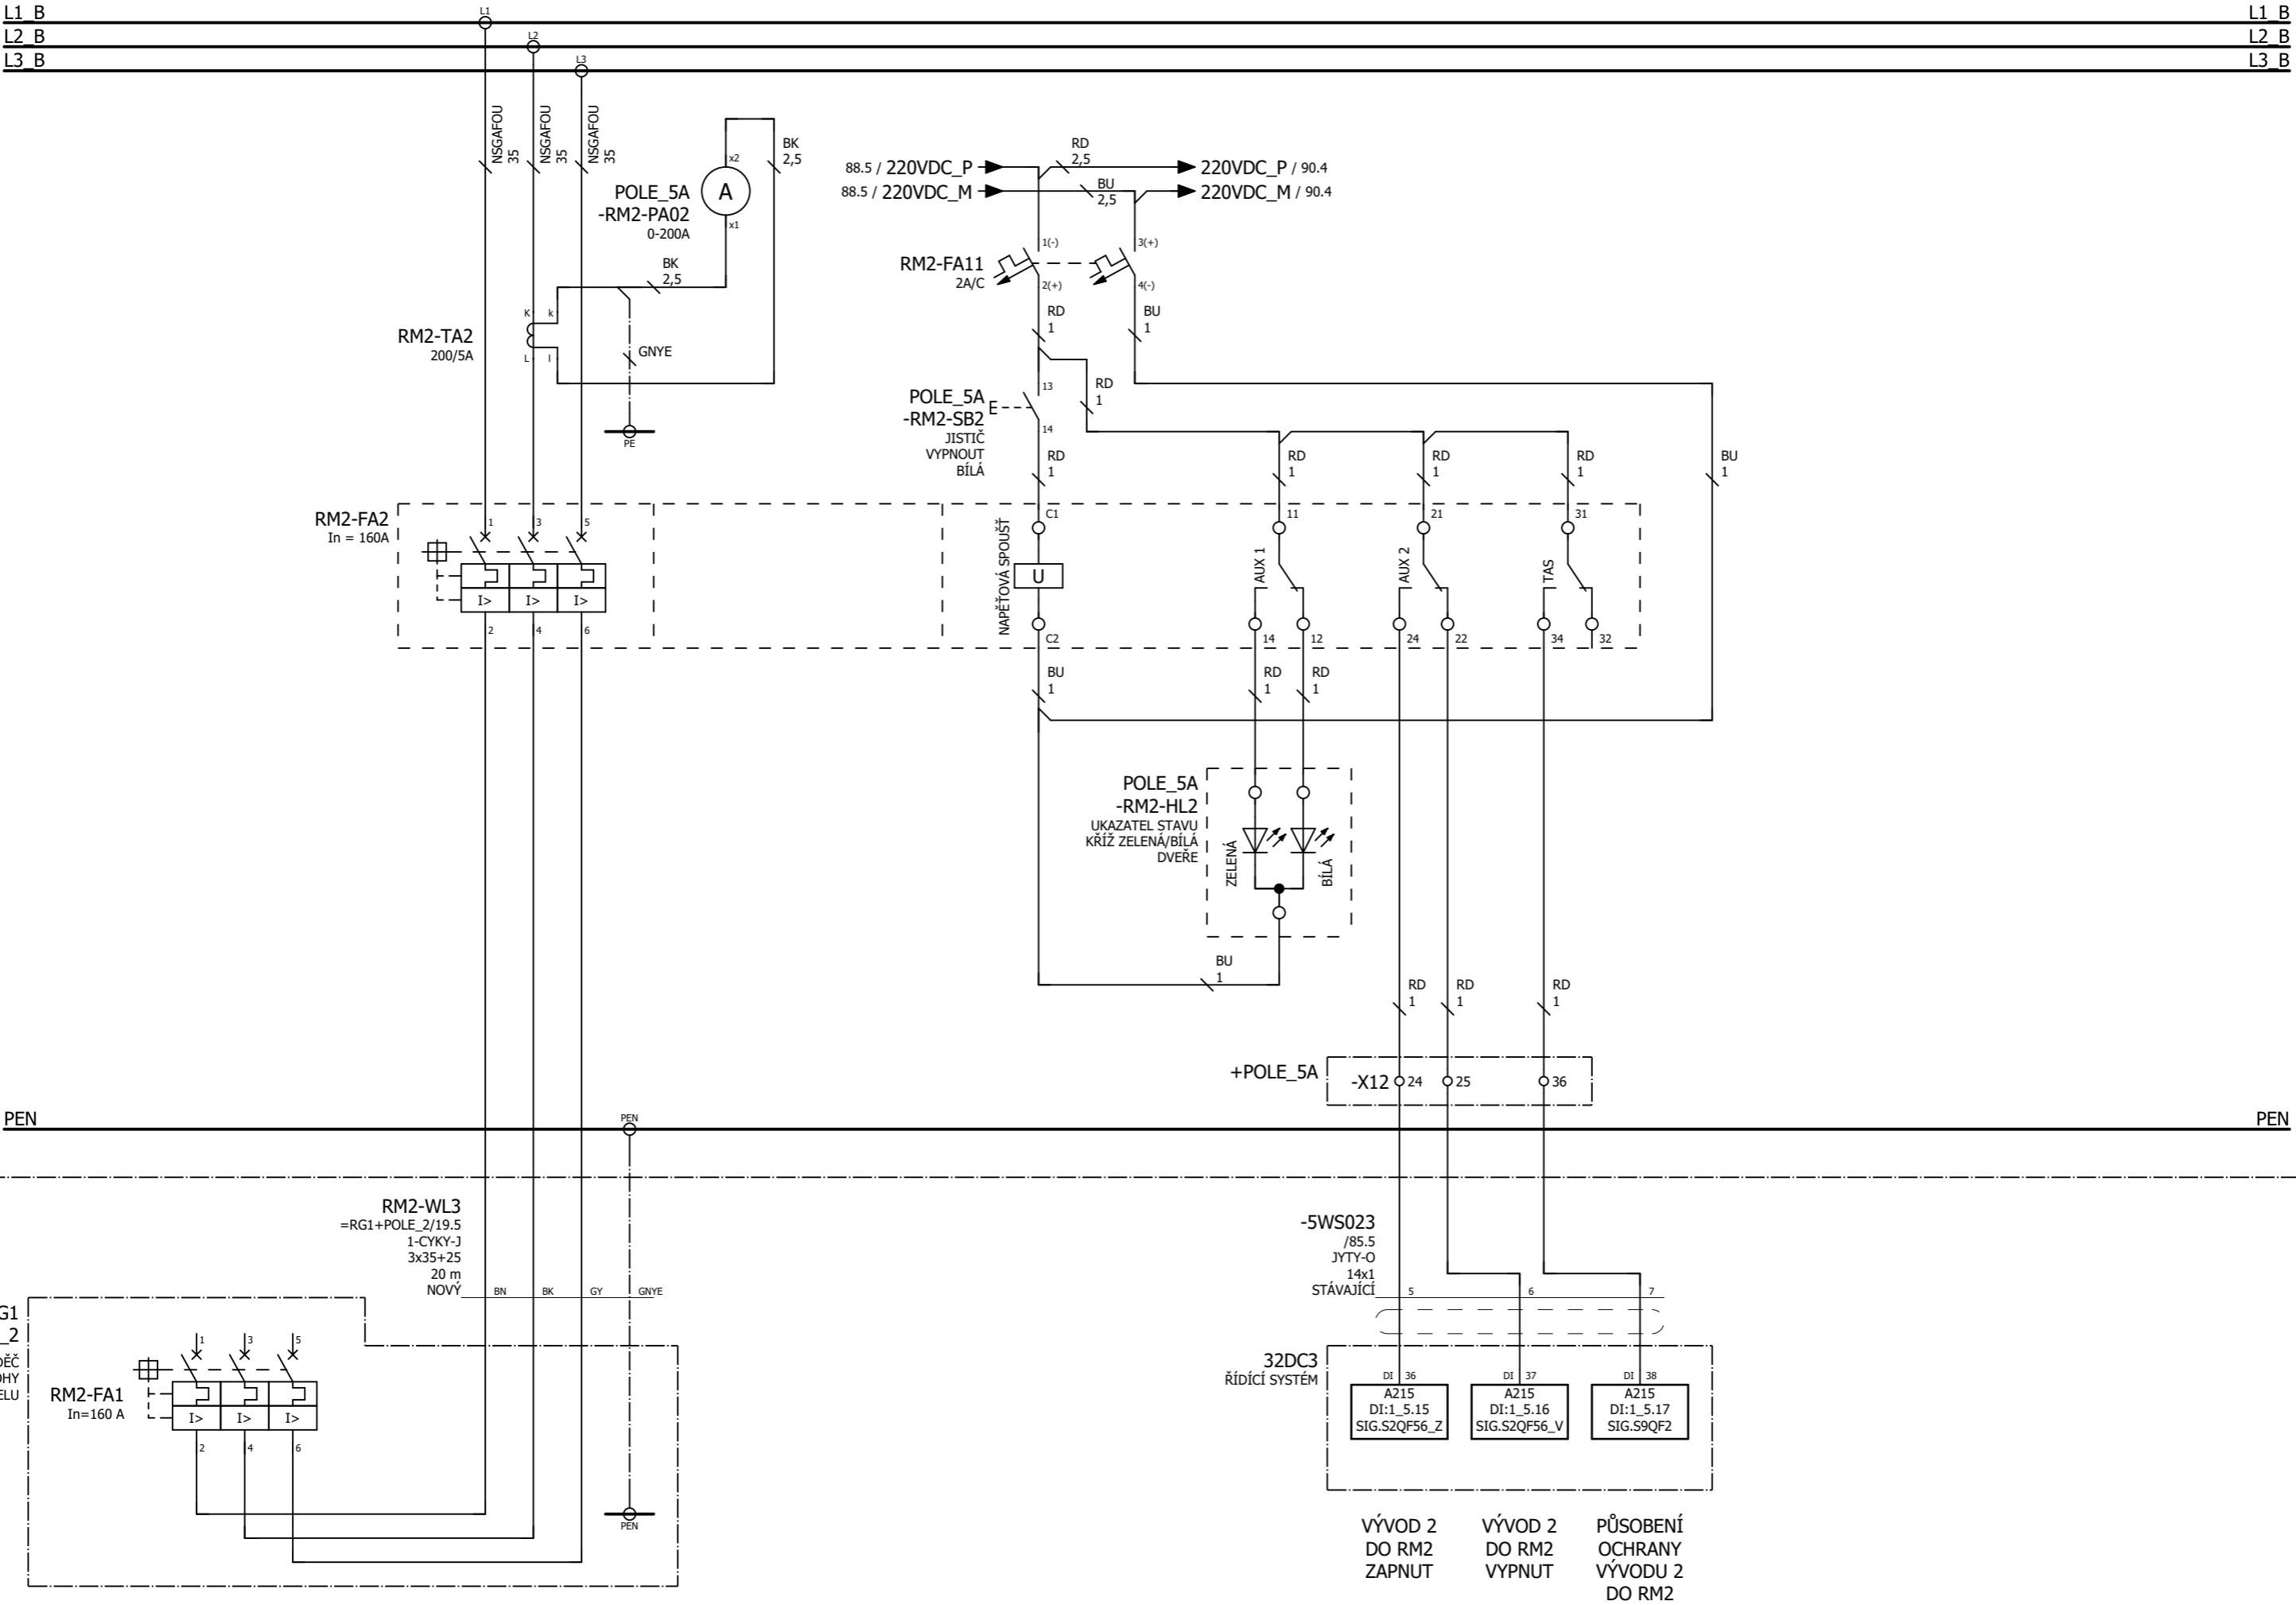 L1_B
L1_B
L2_B
L2_B
L3_B
L3_B
L1
L2
L3
NSGAFOU
35
NSGAFOU
35
NSGAFOU
35
x2
BK
2,5
POLE_5A
-RM2-PA02
0-200A
A
x1
BK
2,5
RM2-TA2
200/5A
K
k
L
l
GNYE
PE
88.5 / 220VDC_P
RD
2,5
220VDC_P / 90.4
88.5 / 220VDC_M
BU
2,5
220VDC_M / 90.4
RM2-FA11
2A/C
1(-)
3(+)
2(+)
4(-)
RD
1
BU
1
POLE_5A
-RM2-SB2
JISTIČ
VYPNOUT
BÍLÁ
E
13
14
RD
1
RD
1
RD
1
RD
1
RD
1
BU
1
RM2-FA2
In = 160A
1
3
5
I>
I>
I>
2
4
6
NAPĚŤOVÁ SPOUŠŤ
C1
U
C2
AUX 1
11
14
12
AUX 2
21
24
22
TAS
31
34
32
BU
1
RD
1
RD
1
POLE_5A
-RM2-HL2
UKAZATEL STAVU
KŘÍŽ ZELENÁ/BÍLÁ
DVEŘE
ZELENÁ
BÍLÁ
BU
1
RD
1
RD
1
RD
1
+POLE_5A
-X12
24
25
36
PEN
PEN
PEN
RM2-WL3
=RG1+POLE_2/19.5
1-CYKY-J
3x35+25
20 m
NOVÝ
BN
BK
GY
GNYE
-5WS023
/85.5
JYTY-O
14x1
STÁVAJÍCÍ
5
6
7
G1
_2
DĚČ
OHY
ELU
RM2-FA1
In=160 A
1
3
5
I>
I>
I>
2
4
6
PEN
32DC3
ŘÍDÍCÍ SYSTÉM
DI
36
A215
DI:1_5.15
SIG.S2QF56_Z
DI
37
A215
DI:1_5.16
SIG.S2QF56_V
DI
38
A215
DI:1_5.17
SIG.S9QF2
VÝVOD 2
DO RM2
ZAPNUT
VÝVOD 2
DO RM2
VYPNUT
PŮSOBENÍ
OCHRANY
VÝVODU 2
DO RM2